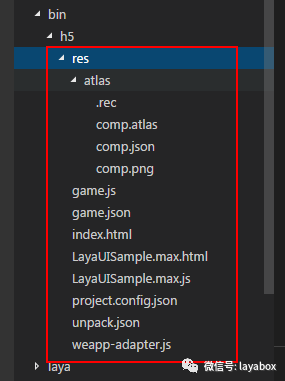 bin
h5
res
atlas
.rec
comp.atlas
comp.json
comp.png
game.js
game.json
index.html
LayaUISample.max.html
LayaUISample.max.js
project.config.json
unpack.json
weapp-adapter.js
微信号: layabox
laya